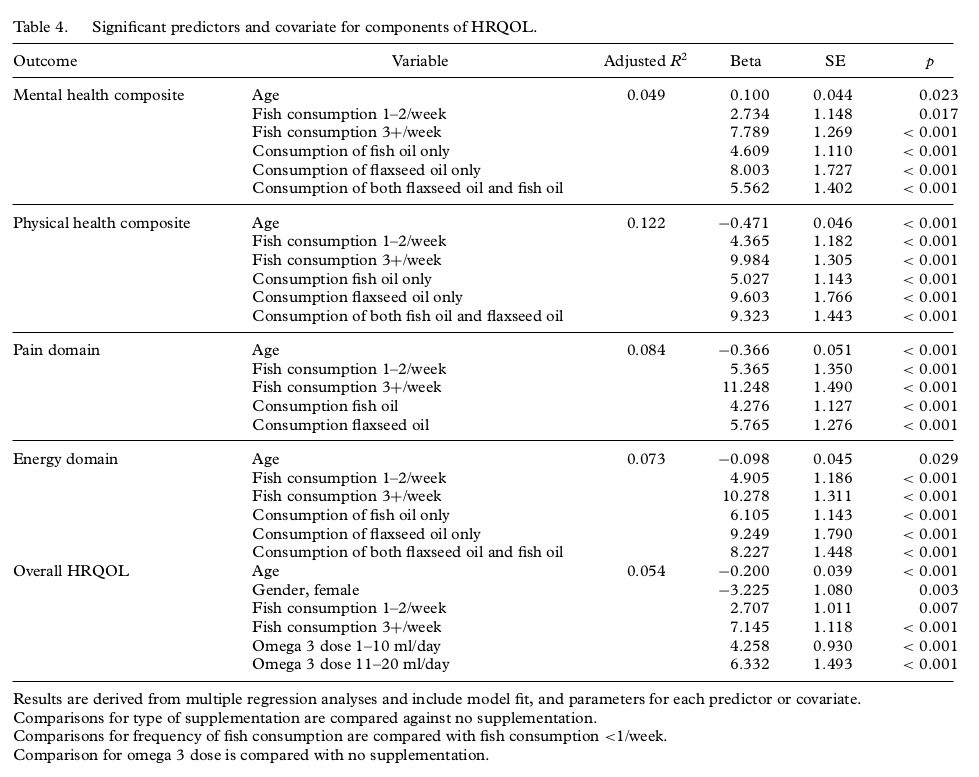 Table 4. Significant predictors and covariate for components of HRQOL.
Outcome Variable Adjusted R² Beta SE p
Mental health composite Age 0.049 0.100 0.044 0.023
Fish consumption 1–2/week 2.734 1.148 0.017
Fish consumption 3+/week 7.789 1.269 < 0.001
Consumption of fish oil only 4.609 1.110 < 0.001
Consumption of flaxseed oil only 8.003 1.727 < 0.001
Consumption of both flaxseed oil and fish oil 5.562 1.402 < 0.001
Physical health composite Age 0.122 −0.471 0.046 < 0.001
Fish consumption 1–2/week 4.365 1.182 < 0.001
Fish consumption 3+/week 9.984 1.305 < 0.001
Consumption fish oil only 5.027 1.143 < 0.001
Consumption flaxseed oil only 9.603 1.766 < 0.001
Consumption of both fish oil and flaxseed oil 9.323 1.443 < 0.001
Pain domain Age 0.084 −0.366 0.051 < 0.001
Fish consumption 1–2/week 5.365 1.350 < 0.001
Fish consumption 3+/week 11.248 1.490 < 0.001
Consumption fish oil 4.276 1.127 < 0.001
Consumption flaxseed oil 5.765 1.276 < 0.001
Energy domain Age 0.073 −0.098 0.045 0.029
Fish consumption 1–2/week 4.905 1.186 < 0.001
Fish consumption 3+/week 10.278 1.311 < 0.001
Consumption of fish oil only 6.105 1.143 < 0.001
Consumption of flaxseed oil only 9.249 1.790 < 0.001
Consumption of both flaxseed oil and fish oil 8.227 1.448 < 0.001
Overall HRQOL Age 0.054 −0.200 0.039 < 0.001
Gender, female −3.225 1.080 0.003
Fish consumption 1–2/week 2.707 1.011 0.007
Fish consumption 3+/week 7.145 1.118 < 0.001
Omega 3 dose 1–10 ml/day 4.258 0.930 < 0.001
Omega 3 dose 11–20 ml/day 6.332 1.493 < 0.001
Results are derived from multiple regression analyses and include model fit, and parameters for each predictor or covariate.
Comparisons for type of supplementation are compared against no supplementation.
Comparisons for frequency of fish consumption are compared with fish consumption <1/week.
Comparison for omega 3 dose is compared with no supplementation.